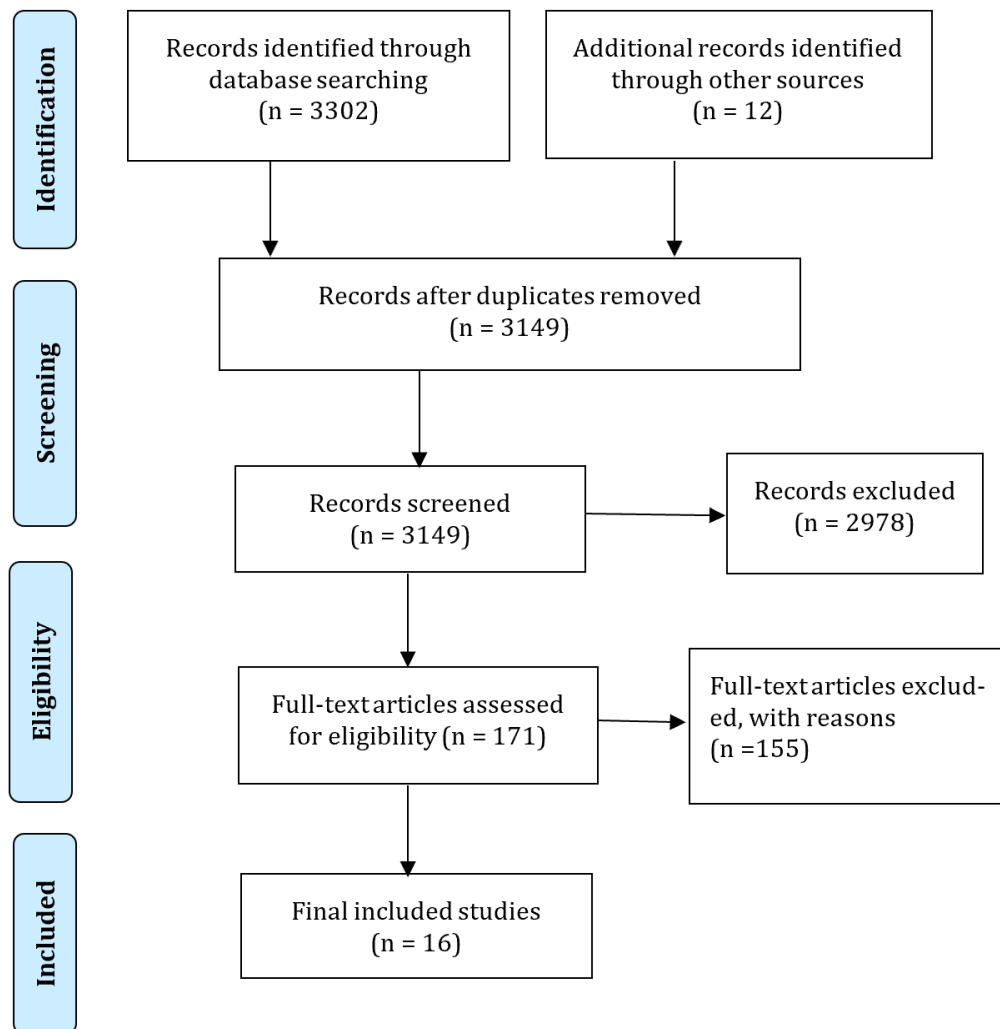 Identification
Records identified through
database searching
(n = 3302)
Additional records identified
through other sources
(n = 12)
Screening
Records after duplicates removed
(n = 3149)
Records screened
(n = 3149)
Records excluded
(n = 2978)
Eligibility
Full-text articles assessed
for eligibility (n = 171)
Full-text articles exclud-
ed, with reasons
(n =155)
Included
Final included studies
(n = 16)